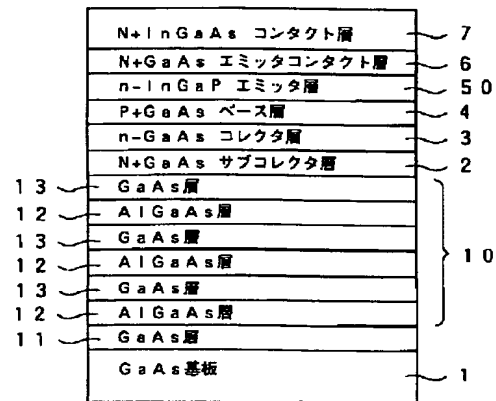 N+InGaAs コンタクト層 7
N+GaAs エミッタコンタクト層 6
n-InGaP エミッタ層 50
P+GaAs ベース層 4
n-GaAs コレクタ層 3
N+GaAs サブコレクタ層 2
13 GaAs層
12 AlGaAs層
13 GaAs層
12 AlGaAs層 10
13 GaAs層
12 AlGaAs層
11 GaAs層
GaAs基板 1